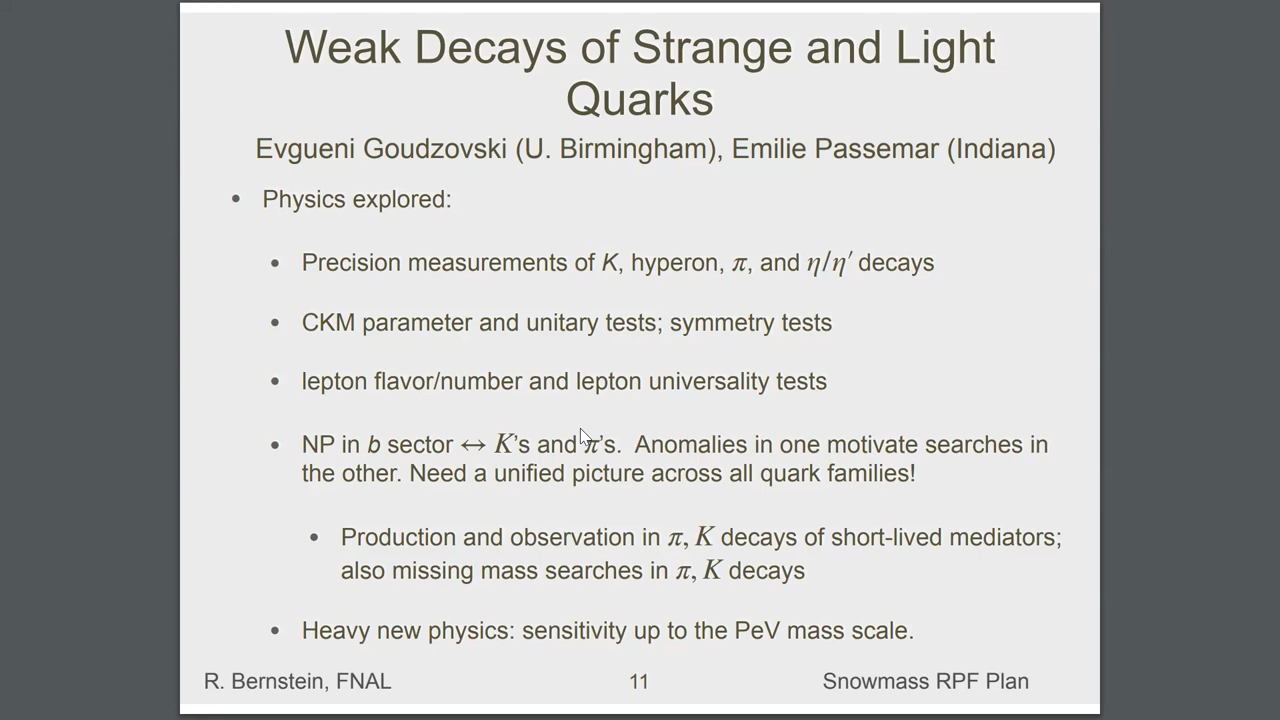 Weak Decays of Strange and Light
Quarks
Evgueni Goudzovski (U. Birmingham), Emilie Passemar (Indiana)
• Physics explored:
• Precision measurements of K, hyperon, π, and η/η′ decays
• CKM parameter and unitary tests; symmetry tests
• lepton flavor/number and lepton universality tests
• NP in b sector ↔ K's and π's. Anomalies in one motivate searches in
the other. Need a unified picture across all quark families!
• Production and observation in π, K decays of short-lived mediators;
also missing mass searches in π, K decays
• Heavy new physics: sensitivity up to the PeV mass scale.
R. Bernstein, FNAL
11
Snowmass RPF Plan